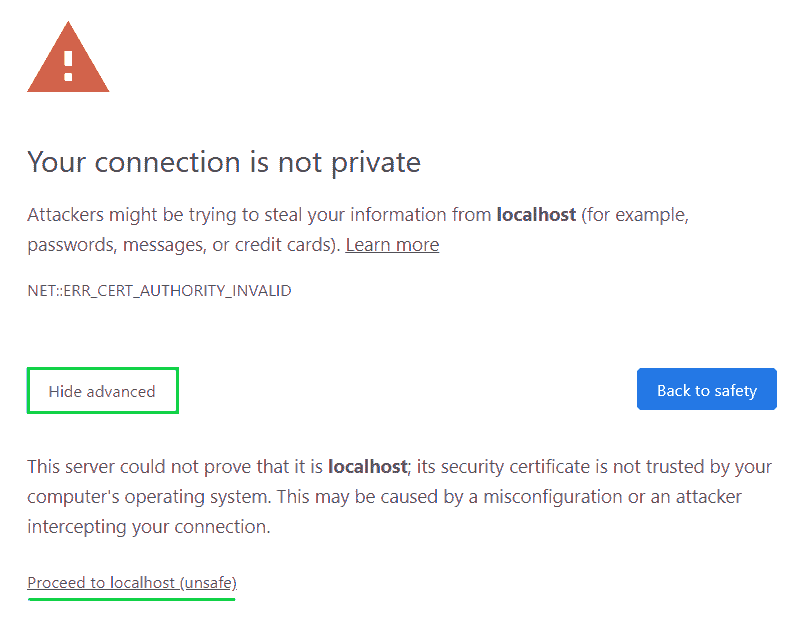 Your connection is not private
Attackers might be trying to steal your information from localhost (for example,
passwords, messages, or credit cards). Learn more
NET::ERR_CERT_AUTHORITY_INVALID
Hide advanced
Back to safety
This server could not prove that it is localhost; its security certificate is not trusted by your
computer's operating system. This may be caused by a misconfiguration or an attacker
intercepting your connection.
Proceed to localhost (unsafe)